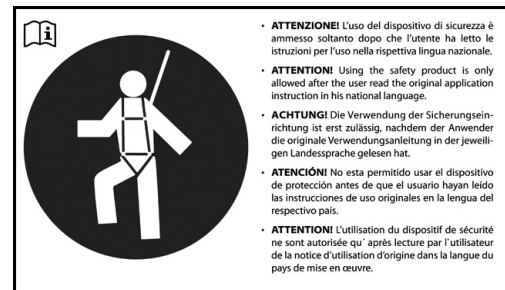 • ATTENZIONE! L'uso del dispositivo di sicurezza è
ammesso soltanto dopo che l'utente ha letto le
istruzioni per l'uso nella rispettiva lingua nazionale.
• ATTENTION! Using the safety product is only
allowed after the user read the original application
instruction in his national language.
• ACHTUNG! Die Verwendung der Sicherungsein-
richtung ist erst zulässig, nachdem der Anwender
die originale Verwendungsanleitung in der jeweili-
gen Landessprache gelesen hat.
• ATENCIÓN! No esta permitido usar el dispositivo
de protección antes de que el usuario hayan leído
las instrucciones de uso originales en la lengua del
respectivo país.
• ATTENTION! L'utilisation du dispositif de sécurité
ne sont autorisée qu´ après lecture par l`utilisateur
de la notice d'utilisation d'origine dans la langue du
pays de mise en œuvre.